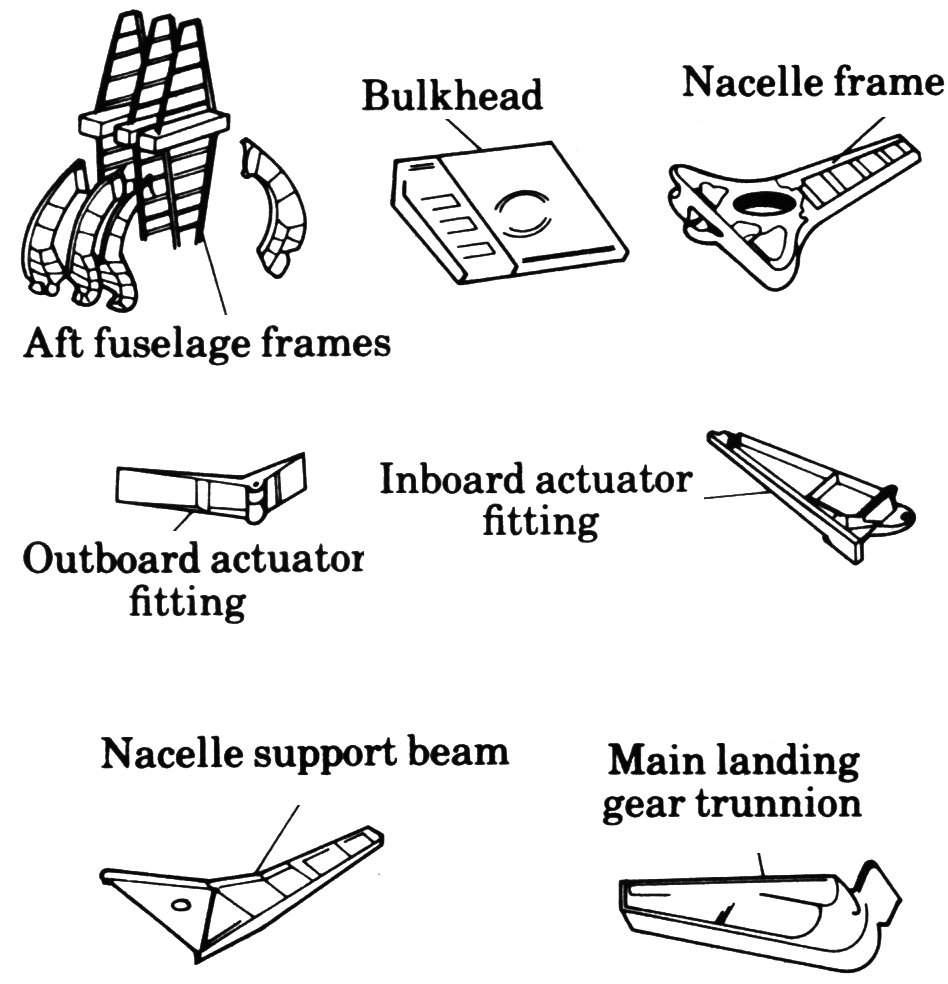 Bulkhead
Nacelle frame
Aft fuselage frames
Inboard actuator
fitting
Outboard actuator
fitting
Nacelle support beam
Main landing
gear trunnion